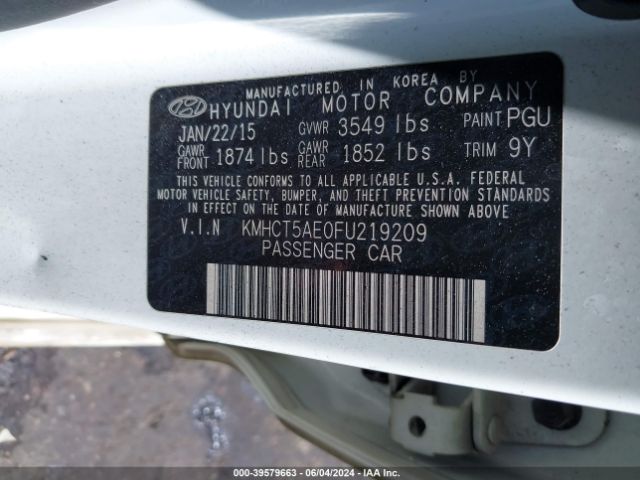 MANUFACTURED IN KOREA BY
HYUNDAI MOTOR COMPANY
JAN/22/15 GVWR 3549 lbs PAINT PGU
GAWR FRONT 1874 lbs GAWR REAR 1852 lbs TRIM 9Y
THIS VEHICLE CONFORMS TO ALL APPLICABLE U.S.A. FEDERAL
MOTOR VEHICLE SAFETY, BUMPER, AND THEFT PREVENTION STANDARDS
IN EFFECT ON THE DATE OF MANUFACTURE SHOWN ABOVE
V.I.N KMHCT5AE0FU219209
PASSENGER CAR
000-39579663 - 06/04/2024 - IAA Inc.